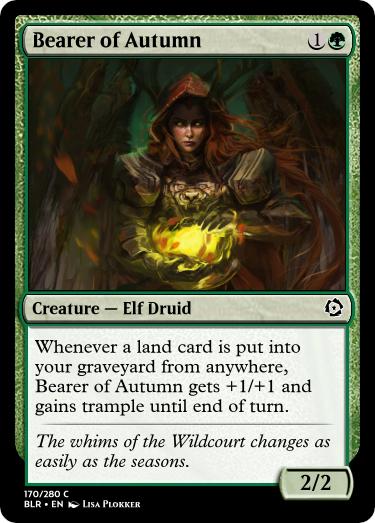 Bearer of Autumn 1
Creature — Elf Druid
Whenever a land card is put into
your graveyard from anywhere,
Bearer of Autumn gets +1/+1 and
gains trample until end of turn.
The whims of the Wildcourt changes as
easily as the seasons.
2/2
170/280 C
BLR • EN Lisa Plokker